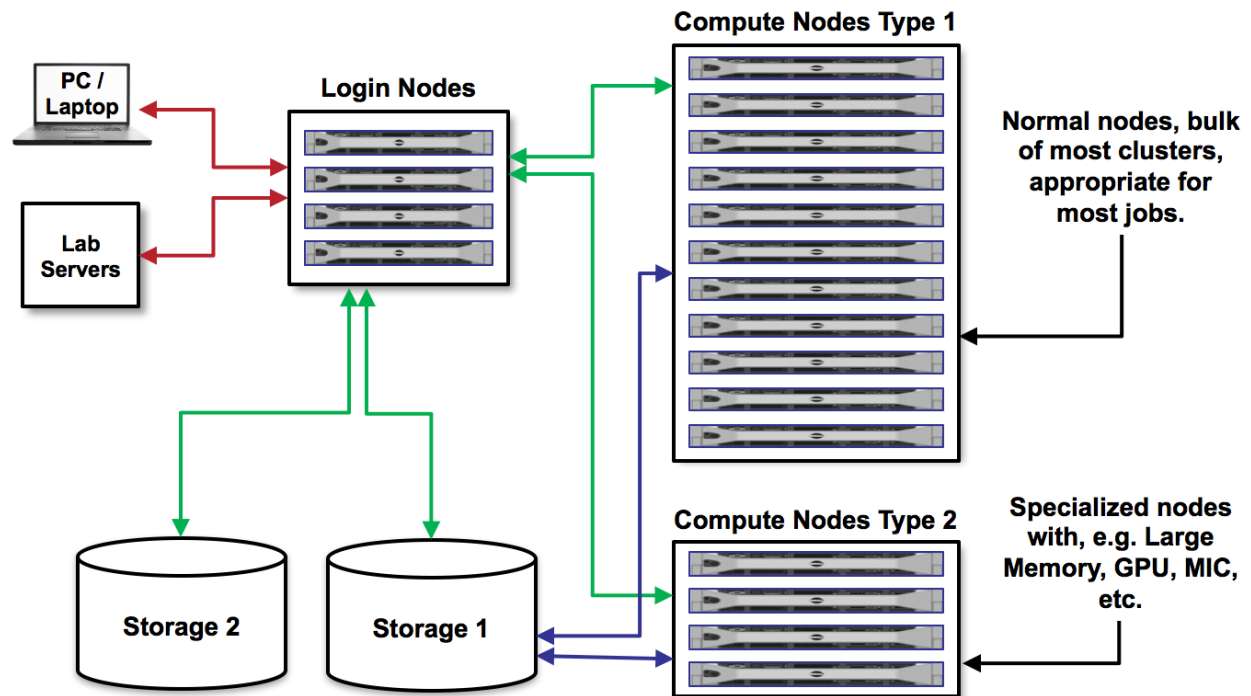 Compute Nodes Type 1
PC /
Laptop
Login Nodes
Normal nodes, bulk
of most clusters,
appropriate for
most jobs.
Lab
Servers
Compute Nodes Type 2
Specialized nodes
with, e.g. Large
Memory, GPU, MIC,
etc.
Storage 2
Storage 1